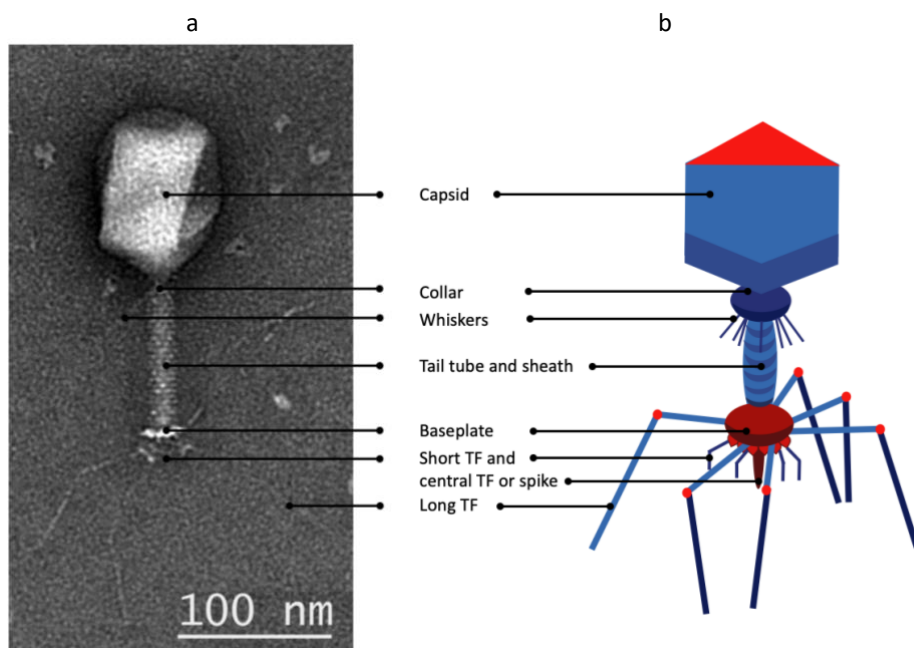 a
b
Capsid
Collar
Whiskers
Tail tube and sheath
Baseplate
Short TF and
central TF or spike
Long TF
100 nm